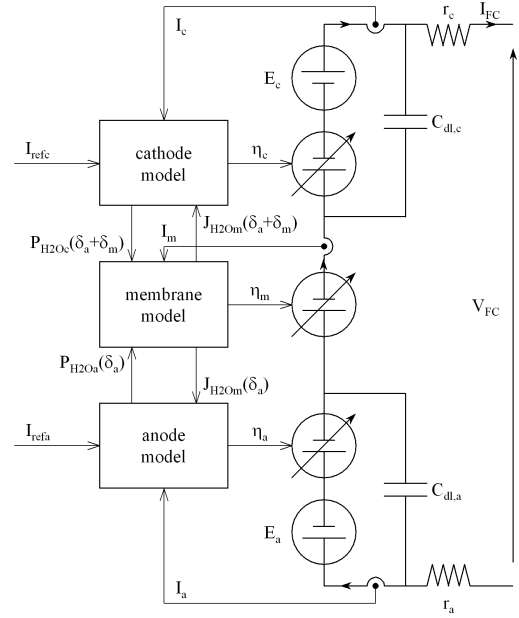 I_c
r_c
I_FC
E_c
C_dl,c
I_refc
cathode
model
η_c
P_H2Oc(δ_a+δ_m)
J_H2Om(δ_a+δ_m)
I_m
membrane
model
η_m
V_FC
P_H2Oa(δ_a)
J_H2Om(δ_a)
I_refa
anode
model
η_a
C_dl,a
E_a
I_a
r_a